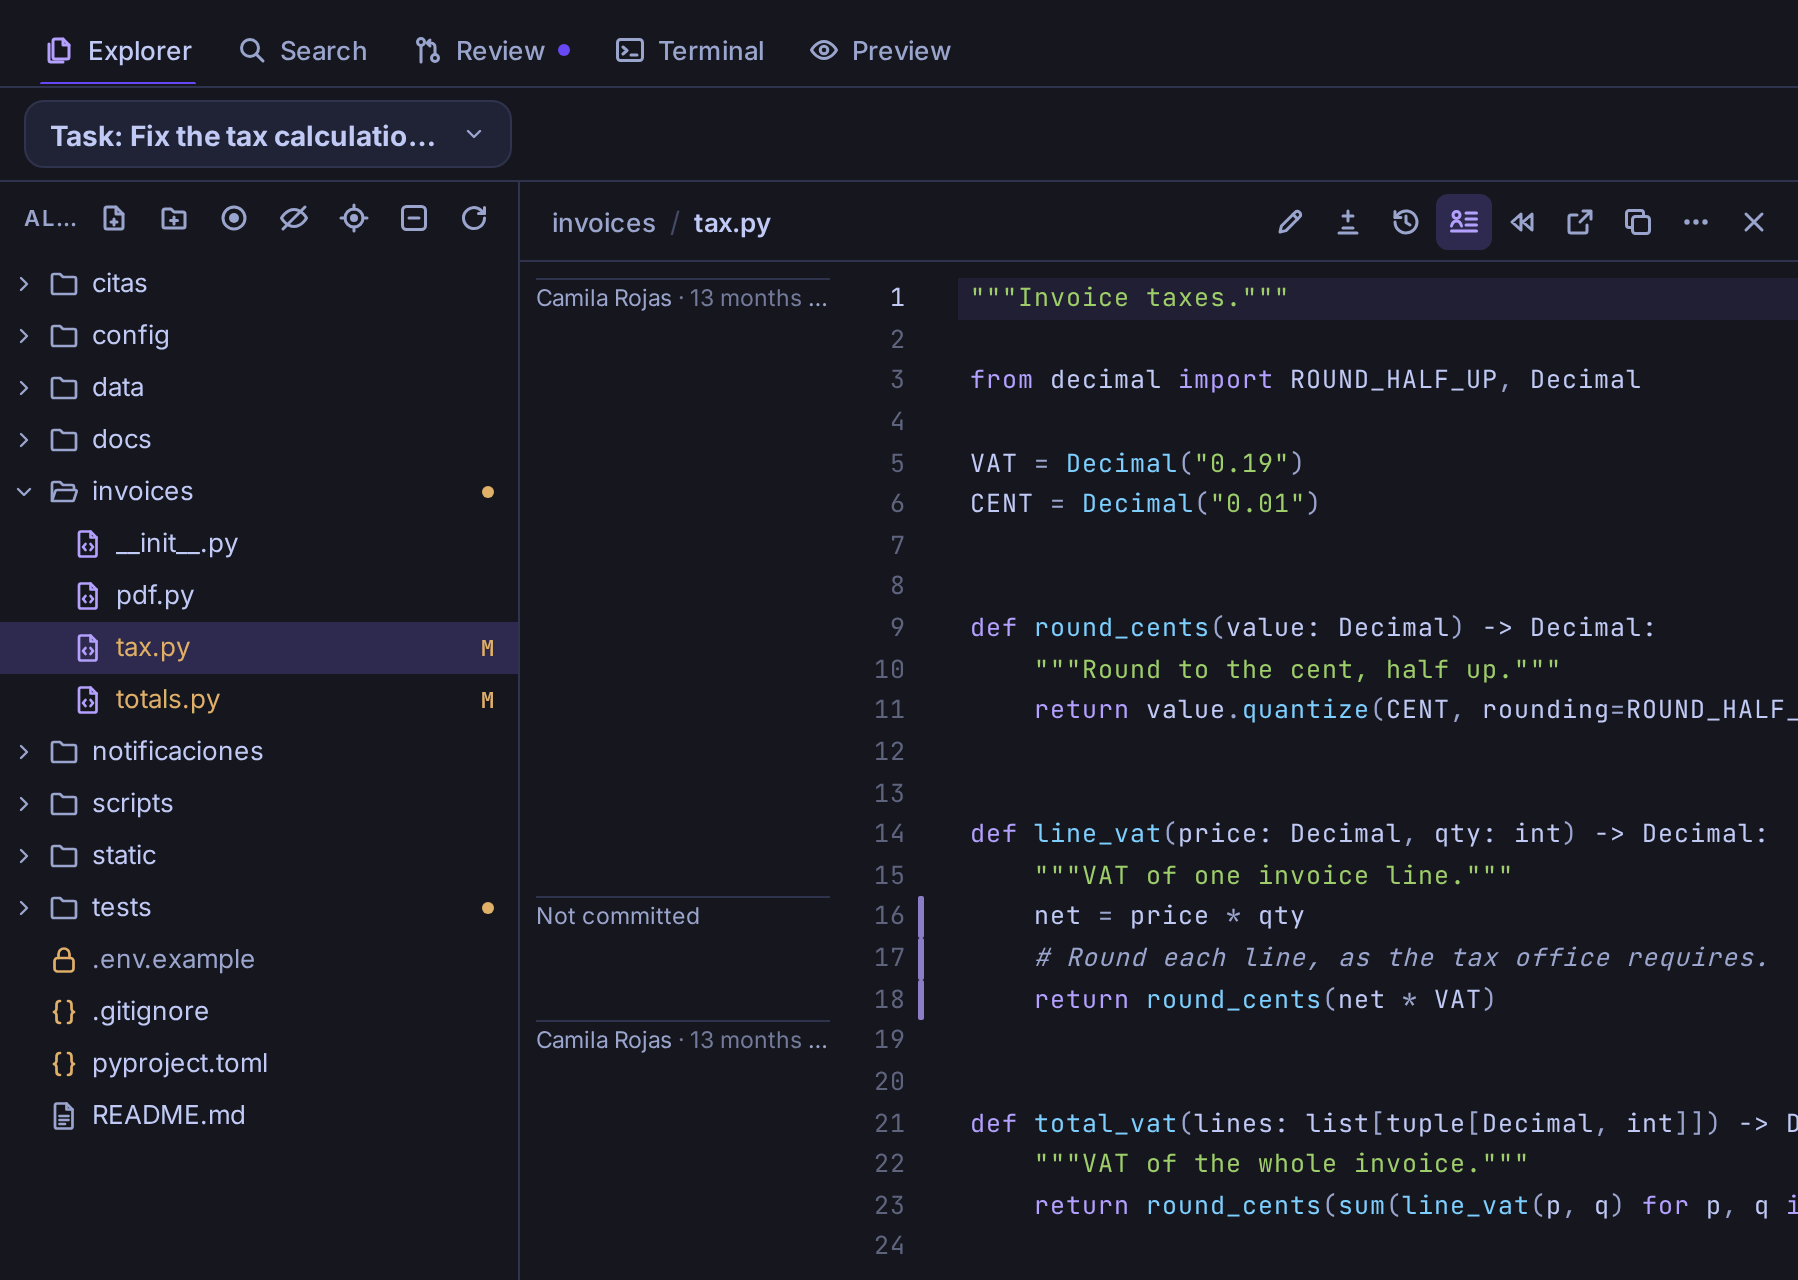 Explorer
Search
Review
Terminal
Preview
Task: Fix the tax calculatio...
AL...
citas
config
data
docs
invoices
__init__.py
pdf.py
tax.py M
totals.py M
notificaciones
scripts
static
tests
.env.example
.gitignore
pyproject.toml
README.md
invoices / tax.py
Camila Rojas · 13 months ...
Not committed
Camila Rojas · 13 months ...
1 """Invoice taxes."""
2
3 from decimal import ROUND_HALF_UP, Decimal
4
5 VAT = Decimal("0.19")
6 CENT = Decimal("0.01")
7
8
9 def round_cents(value: Decimal) -> Decimal:
10     """Round to the cent, half up."""
11     return value.quantize(CENT, rounding=ROUND_HALF_
12
13
14 def line_vat(price: Decimal, qty: int) -> Decimal:
15     """VAT of one invoice line."""
16     net = price * qty
17     # Round each line, as the tax office requires.
18     return round_cents(net * VAT)
19
20
21 def total_vat(lines: list[tuple[Decimal, int]]) -> D
22     """VAT of the whole invoice."""
23     return round_cents(sum(line_vat(p, q) for p, q i
24